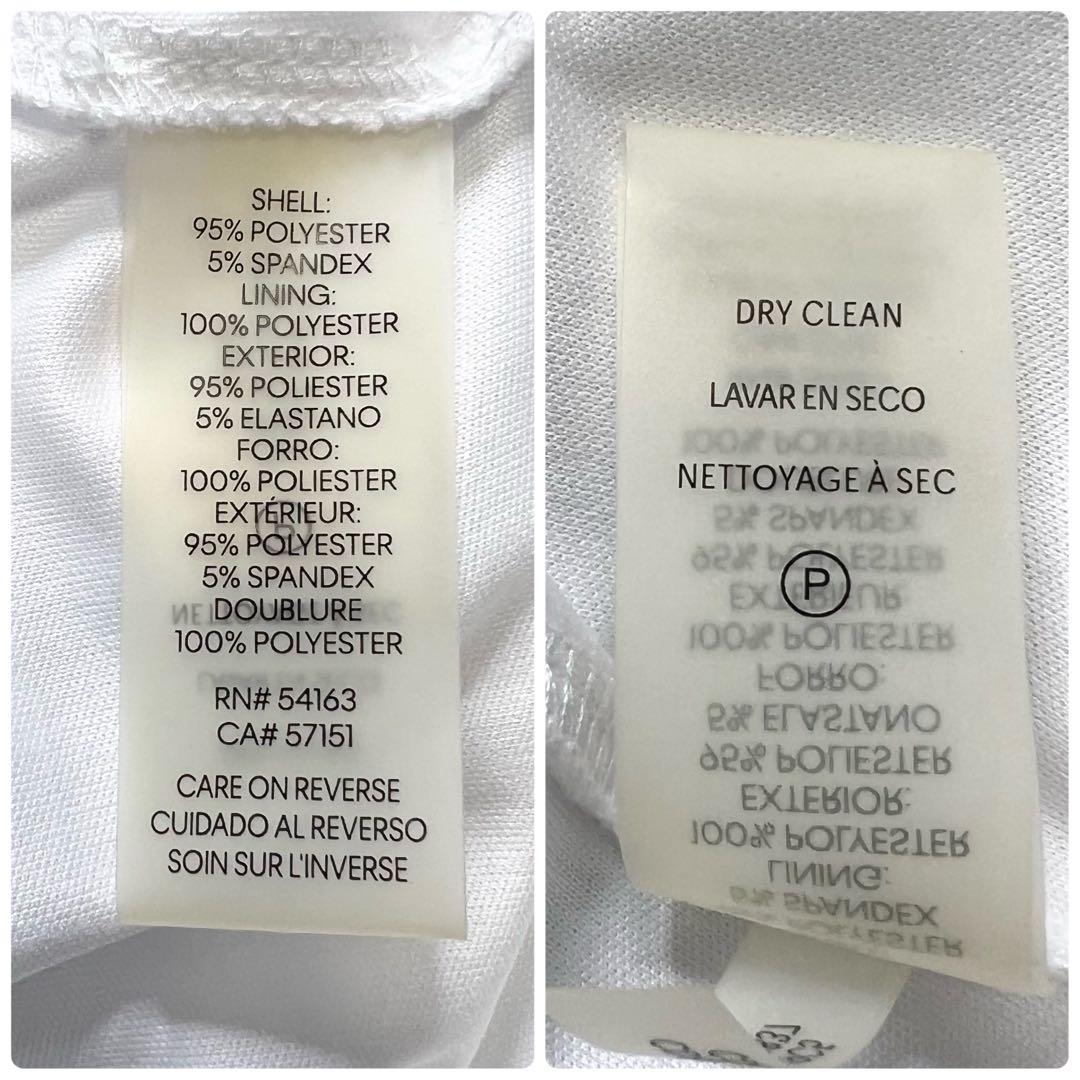 SHELL:
95% POLYESTER
5% SPANDEX
LINING:
100% POLYESTER
EXTERIOR:
95% POLIESTER
5% ELASTANO
FORRO:
100% POLIESTER
EXTÉRIEUR:
95% POLYESTER
5% SPANDEX
DOUBLURE
100% POLYESTER
RN# 54163
CA# 57151
CARE ON REVERSE
CUIDADO AL REVERSO
SOIN SUR L'INVERSE
DRY CLEAN
LAVAR EN SECO
NETTOYAGE À SEC
P